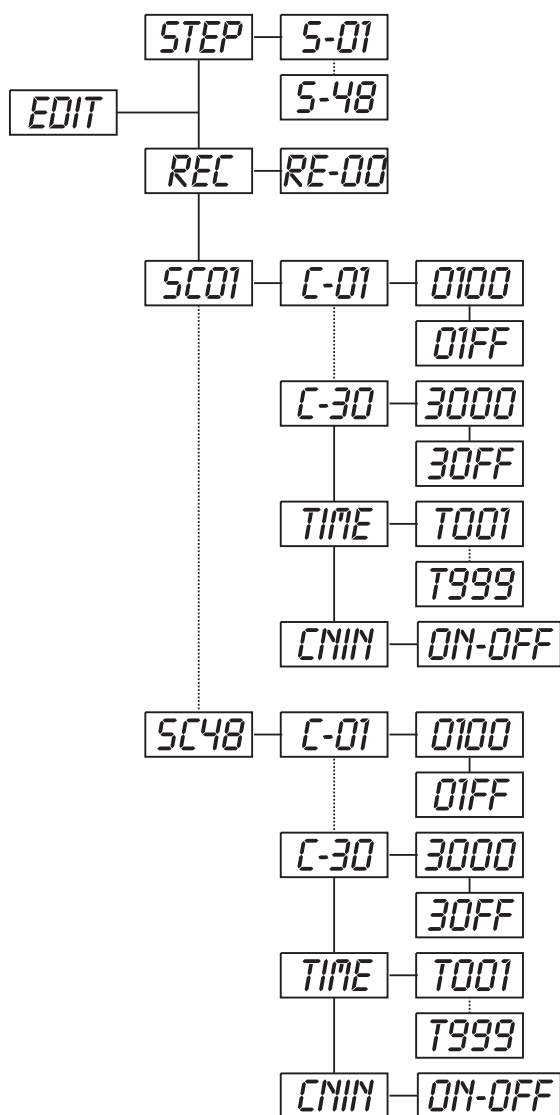 STEP S-01
S-48
EDIT
REC RE-00
SC01 C-01 0100
01FF
C-30 3000
30FF
TIME T001
T999
CNIN ON-OFF
SC48 C-01 0100
01FF
C-30 3000
30FF
TIME T001
T999
CNIN ON-OFF